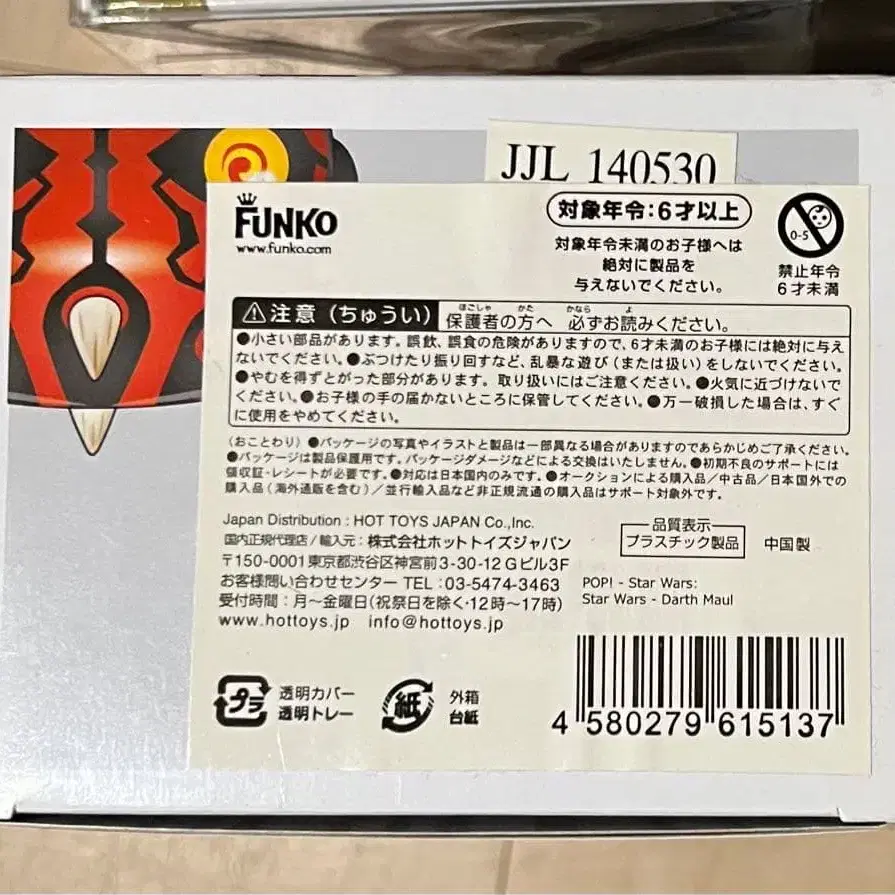 JJL 140530
FUNKO
www.funko.com
対象年令:6才以上
対象年令未満のお子様へは
絶対に製品を
与えないでください。
0-5
禁止年令
6才未満
⚠注意(ちゅうい) 保護者の方へ 必ずお読みください。
ほごしゃ かた かなら よ
●小さい部品があります。誤飲、誤食の危険がありますので、6才未満のお子様には絶対に与え
ないでください。●ぶつけたり振り回すなど、乱暴な遊び(または扱い)をしないでください。
●やむを得ずとがった部分があります。取り扱いにはご注意ください。●火気に近づけないで
ください。●お子様の手の届かないところに保管してください。●万一破損した場合は、すぐ
に使用をやめてください。
(おことわり)●パッケージの写真やイラストと製品は一部異なる場合がありますのであらかじめご了承ください。
●パッケージは製品保護用です。パッケージダメージなどによる交換はいたしません。●初期不良のサポートには
領収証・レシートが必要です。●対応は日本国内のみです。●オークションによる購入品/中古品/日本国外での
購入品(海外通販を含む)/並行輸入品など非正規流通の購入品はサポート対象外です。
Japan Distribution : HOT TOYS JAPAN Co.,Inc.
国内正規代理店/輸入元:株式会社ホットトイズジャパン
〒150-0001東京都渋谷区神宮前3-30-12Gビル3F
お客様問い合わせセンター TEL:03-5474-3463
受付時間:月~金曜日(祝祭日を除く・12時~17時)
www.hottoys.jp info@hottoys.jp
品質表示
プラスチック製品
中国製
POP! - Star Wars:
Star Wars - Darth Maul
プラ
透明カバー
透明トレー
紙
外箱
台紙
4 580279 615137